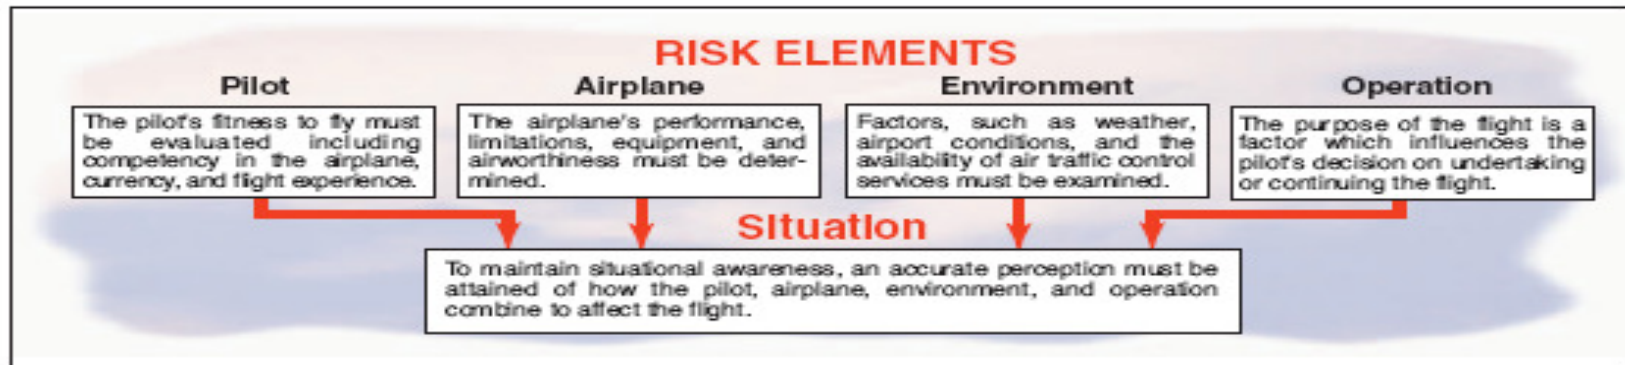 RISK ELEMENTS
Pilot
The pilot's fitness to fly must
be evaluated including
competency in the airplane,
currency, and flight experience.
Airplane
The airplane's performance,
limitations, equipment, and
airworthiness must be deter-
mined.
Environment
Factors, such as weather,
airport conditions, and the
availability of air traffic control
services must be examined.
Operation
The purpose of the flight is a
factor which influences the
pilot's decision on undertaking
or continuing the flight.
Situation
To maintain situational awareness, an accurate perception must be
attained of how the pilot, airplane, environment, and operation
combine to affect the flight.